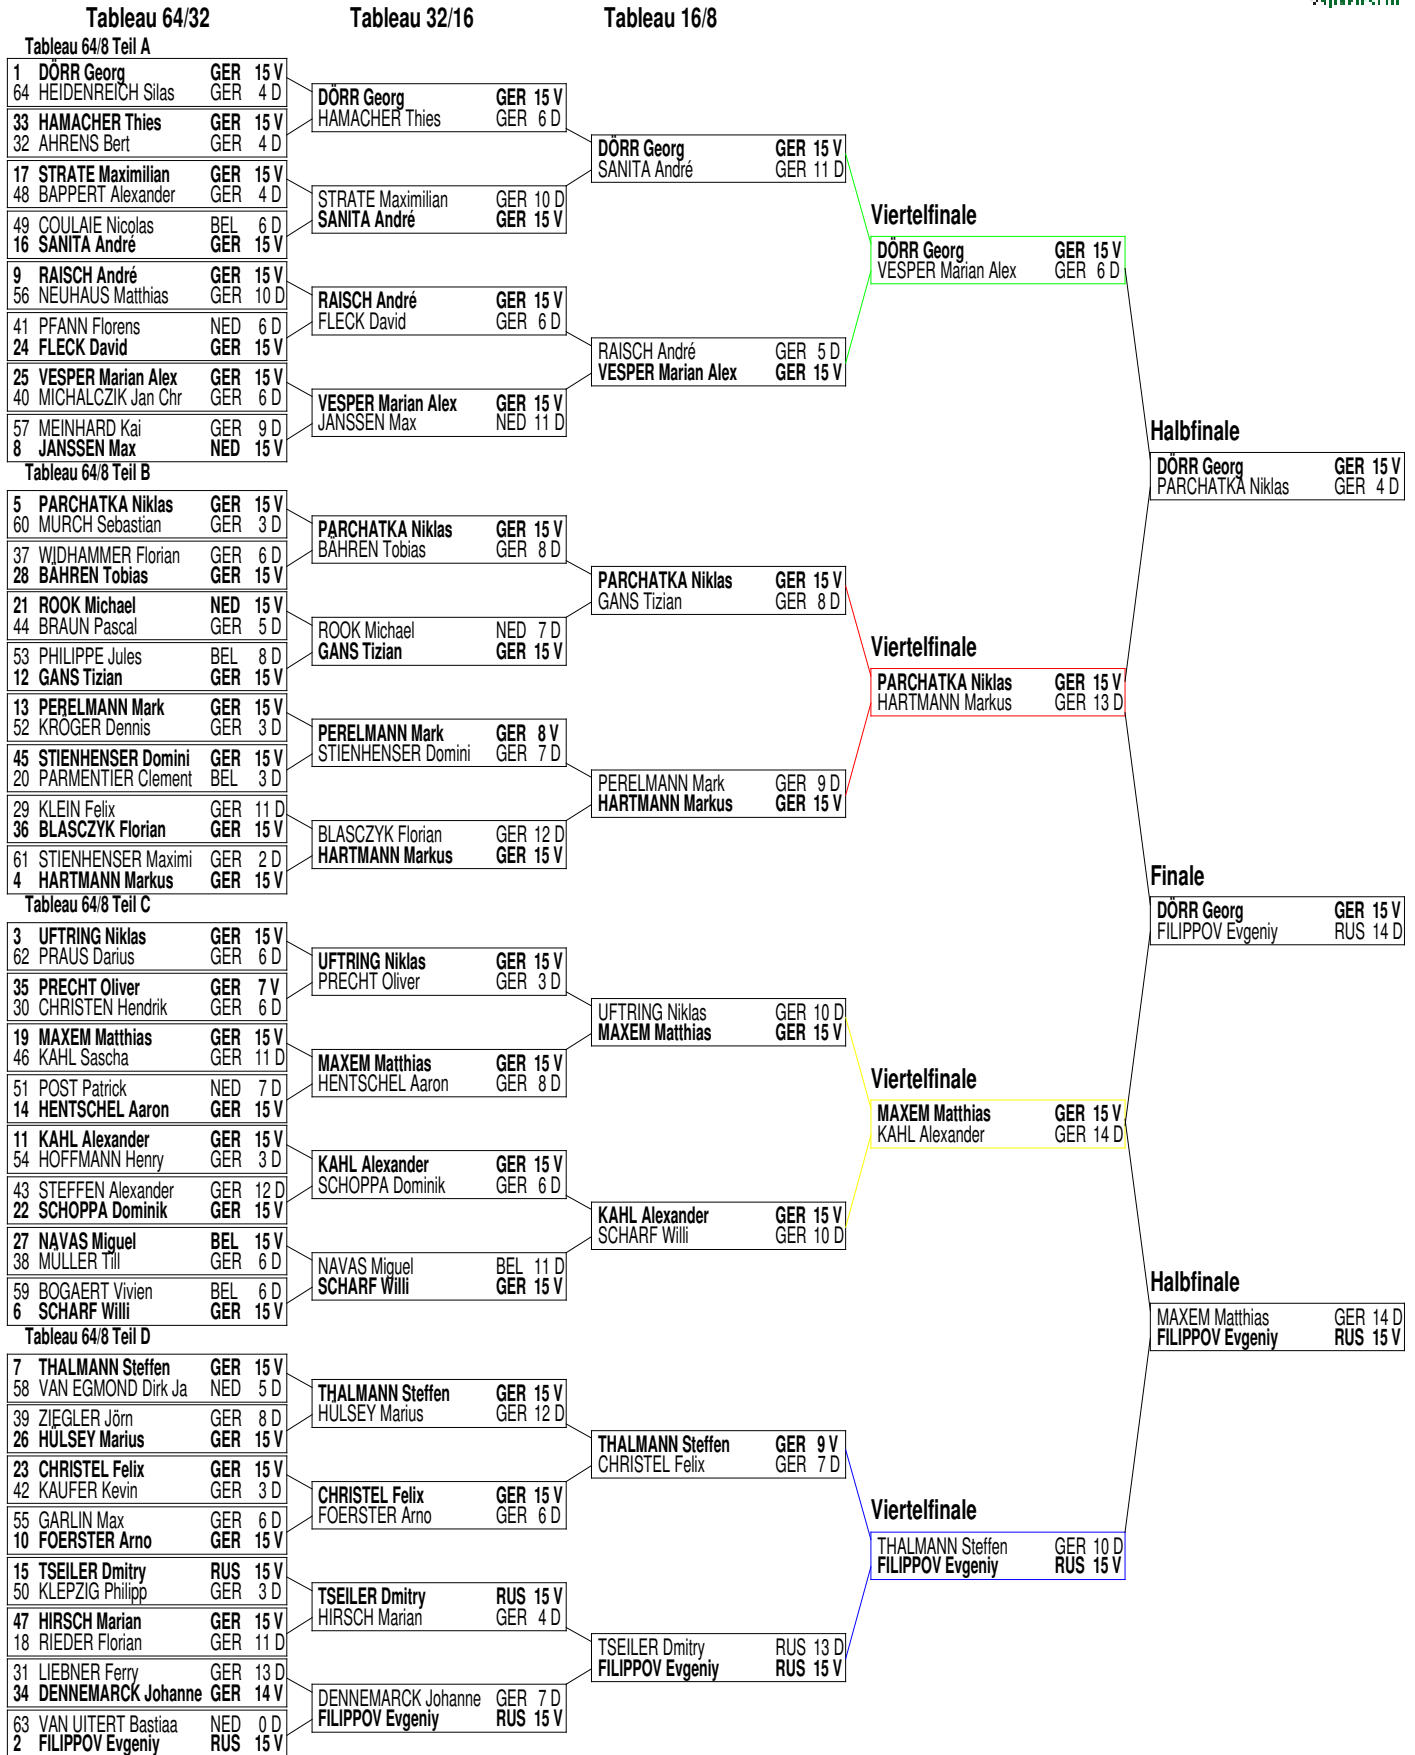 Tableau 64/32
Tableau 32/16
Tableau 16/8
Tableau 64/8 Teil A
1 DÖRR Georg GER 15 V
64 HEIDENREICH Silas GER 4 D
33 HAMACHER Thies GER 15 V
32 AHRENS Bert GER 4 D
17 STRATE Maximilian GER 15 V
48 BAPPERT Alexander GER 4 D
49 COULAIE Nicolas BEL 6 D
16 SANITA André GER 15 V
9 RAISCH André GER 15 V
56 NEUHAUS Matthias GER 10 D
41 PFANN Florens NED 6 D
24 FLECK David GER 15 V
25 VESPER Marian Alex GER 15 V
40 MICHALCZIK Jan Chr GER 6 D
57 MEINHARD Kai GER 9 D
8 JANSSEN Max NED 15 V
Tableau 64/8 Teil B
5 PARCHATKA Niklas GER 15 V
60 MURCH Sebastian GER 3 D
37 WIDHAMMER Florian GER 6 D
28 BÄHREN Tobias GER 15 V
21 ROOK Michael NED 15 V
44 BRAUN Pascal GER 5 D
53 PHILIPPE Jules BEL 8 D
12 GANS Tizian GER 15 V
13 PERELMANN Mark GER 15 V
52 KRÖGER Dennis GER 3 D
45 STIENHENSER Domini GER 15 V
20 PARMENTIER Clement BEL 3 D
29 KLEIN Felix GER 11 D
36 BLASCZYK Florian GER 15 V
61 STIENHENSER Maximi GER 2 D
4 HARTMANN Markus GER 15 V
Tableau 64/8 Teil C
3 UFTRING Niklas GER 15 V
62 PRAUS Darius GER 6 D
35 PRECHT Oliver GER 7 V
30 CHRISTEN Hendrik GER 6 D
19 MAXEM Matthias GER 15 V
46 KAHL Sascha GER 11 D
51 POST Patrick NED 7 D
14 HENTSCHEL Aaron GER 15 V
11 KAHL Alexander GER 15 V
54 HOFFMANN Henry GER 3 D
43 STEFFEN Alexander GER 12 D
22 SCHOPPA Dominik GER 15 V
27 NAVAS Miguel BEL 15 V
38 MÜLLER Till GER 6 D
59 BOGAERT Vivien BEL 6 D
6 SCHARF Willi GER 15 V
Tableau 64/8 Teil D
7 THALMANN Steffen GER 15 V
58 VAN EGMOND Dirk Ja NED 5 D
39 ZIEGLER Jörn GER 8 D
26 HÜLSEY Marius GER 15 V
23 CHRISTEL Felix GER 15 V
42 KAUFER Kevin GER 3 D
55 GARLIN Max GER 6 D
10 FOERSTER Arno GER 15 V
15 TSEILER Dmitry RUS 15 V
50 KLEPZIG Philipp GER 3 D
47 HIRSCH Marian GER 15 V
18 RIEDER Florian GER 11 D
31 LIEBNER Ferry GER 13 D
34 DENNEMARCK Johanne GER 14 V
63 VAN UITERT Bastiaa NED 0 D
2 FILIPPOV Evgeniy RUS 15 V
DÖRR Georg GER 15 V
HAMACHER Thies GER 6 D
STRATE Maximilian GER 10 D
SANITA André GER 15 V
RAISCH André GER 15 V
FLECK David GER 6 D
VESPER Marian Alex GER 15 V
JANSSEN Max NED 11 D
PARCHATKA Niklas GER 15 V
BÄHREN Tobias GER 8 D
ROOK Michael NED 7 D
GANS Tizian GER 15 V
PERELMANN Mark GER 8 V
STIENHENSER Domini GER 7 D
BLASCZYK Florian GER 12 D
HARTMANN Markus GER 15 V
UFTRING Niklas GER 15 V
PRECHT Oliver GER 3 D
MAXEM Matthias GER 15 V
HENTSCHEL Aaron GER 8 D
KAHL Alexander GER 15 V
SCHOPPA Dominik GER 6 D
NAVAS Miguel BEL 11 D
SCHARF Willi GER 15 V
THALMANN Steffen GER 15 V
HÜLSEY Marius GER 12 D
CHRISTEL Felix GER 15 V
FOERSTER Arno GER 6 D
TSEILER Dmitry RUS 15 V
HIRSCH Marian GER 4 D
DENNEMARCK Johanne GER 7 D
FILIPPOV Evgeniy RUS 15 V
DÖRR Georg GER 15 V
SANITA André GER 11 D
RAISCH André GER 5 D
VESPER Marian Alex GER 15 V
PARCHATKA Niklas GER 15 V
GANS Tizian GER 8 D
PERELMANN Mark GER 9 D
HARTMANN Markus GER 15 V
UFTRING Niklas GER 10 D
MAXEM Matthias GER 15 V
KAHL Alexander GER 15 V
SCHARF Willi GER 10 D
THALMANN Steffen GER 9 V
CHRISTEL Felix GER 7 D
TSEILER Dmitry RUS 13 D
FILIPPOV Evgeniy RUS 15 V
Viertelfinale
DÖRR Georg GER 15 V
VESPER Marian Alex GER 6 D
Viertelfinale
PARCHATKA Niklas GER 15 V
HARTMANN Markus GER 13 D
Viertelfinale
MAXEM Matthias GER 15 V
KAHL Alexander GER 14 D
Viertelfinale
THALMANN Steffen GER 10 D
FILIPPOV Evgeniy RUS 15 V
Halbfinale
DÖRR Georg GER 15 V
PARCHATKA Niklas GER 4 D
Finale
DÖRR Georg GER 15 V
FILIPPOV Evgeniy RUS 14 D
Halbfinale
MAXEM Matthias GER 14 D
FILIPPOV Evgeniy RUS 15 V